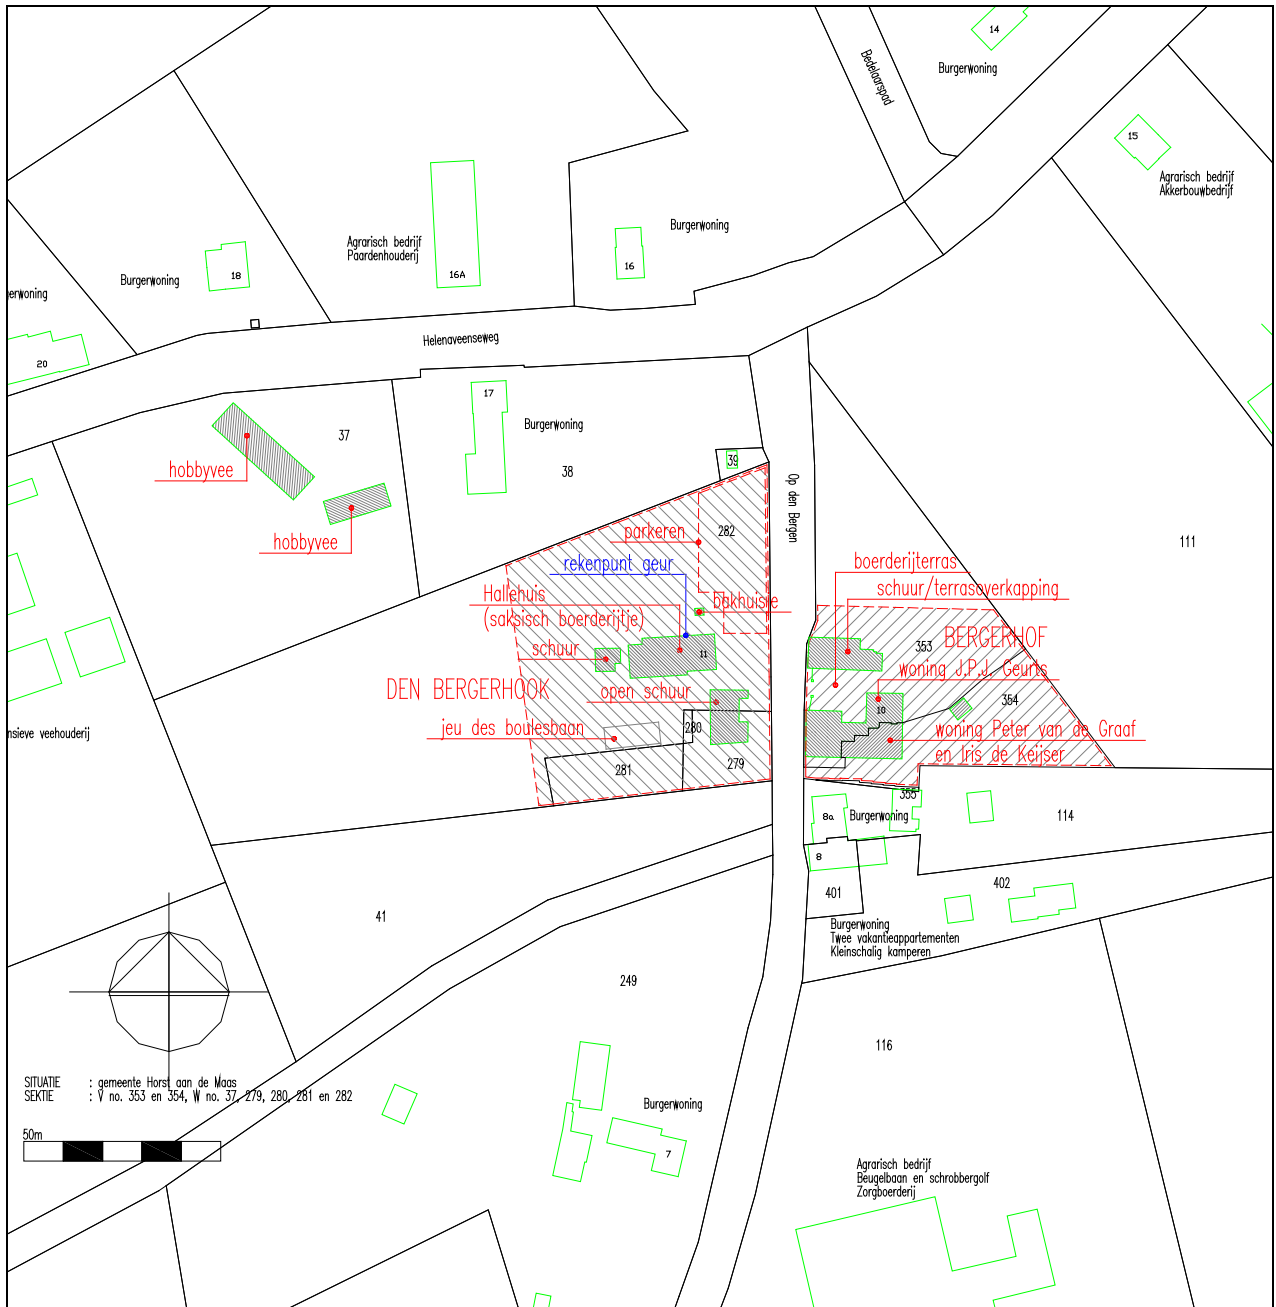 14
Bedelaarspad
Burgerwoning
15
Agrarisch bedrijf
Akkerbouwbedrijf
Burgerwoning
16
Agrarisch bedrijf
Paardenhouderij
16A
Burgerwoning
18
20
Helenaveenseweg
17
Burgerwoning
37
38
39
hobbyvee
hobbyvee
Op den Bergen
111
282
parkeren
rekenpunt geur
bakhuisje
Hallehuis
(saksisch boerderijtje)
schuur
11
DEN BERGERHOOK
open schuur
jeu des boulesbaan
280
281
279
boerderijterras
schuur/terrasoverkapping
BERGERHOF
353
woning J.P.J. Geurts
354
10
woning Peter van de Graaf
en Iris de Keijser
355
8a
Burgerwoning
114
8
401
402
Burgerwoning
Twee vakantieappartementen
Kleinschalig kamperen
41
249
116
Burgerwoning
7
Agrarisch bedrijf
Beugelbaan en schrobbergolf
Zorgboerderij
SITUATIE : gemeente Horst aan de Maas
SEKTIE : V no. 353 en 354, W no. 37, 279, 280, 281 en 282
50m